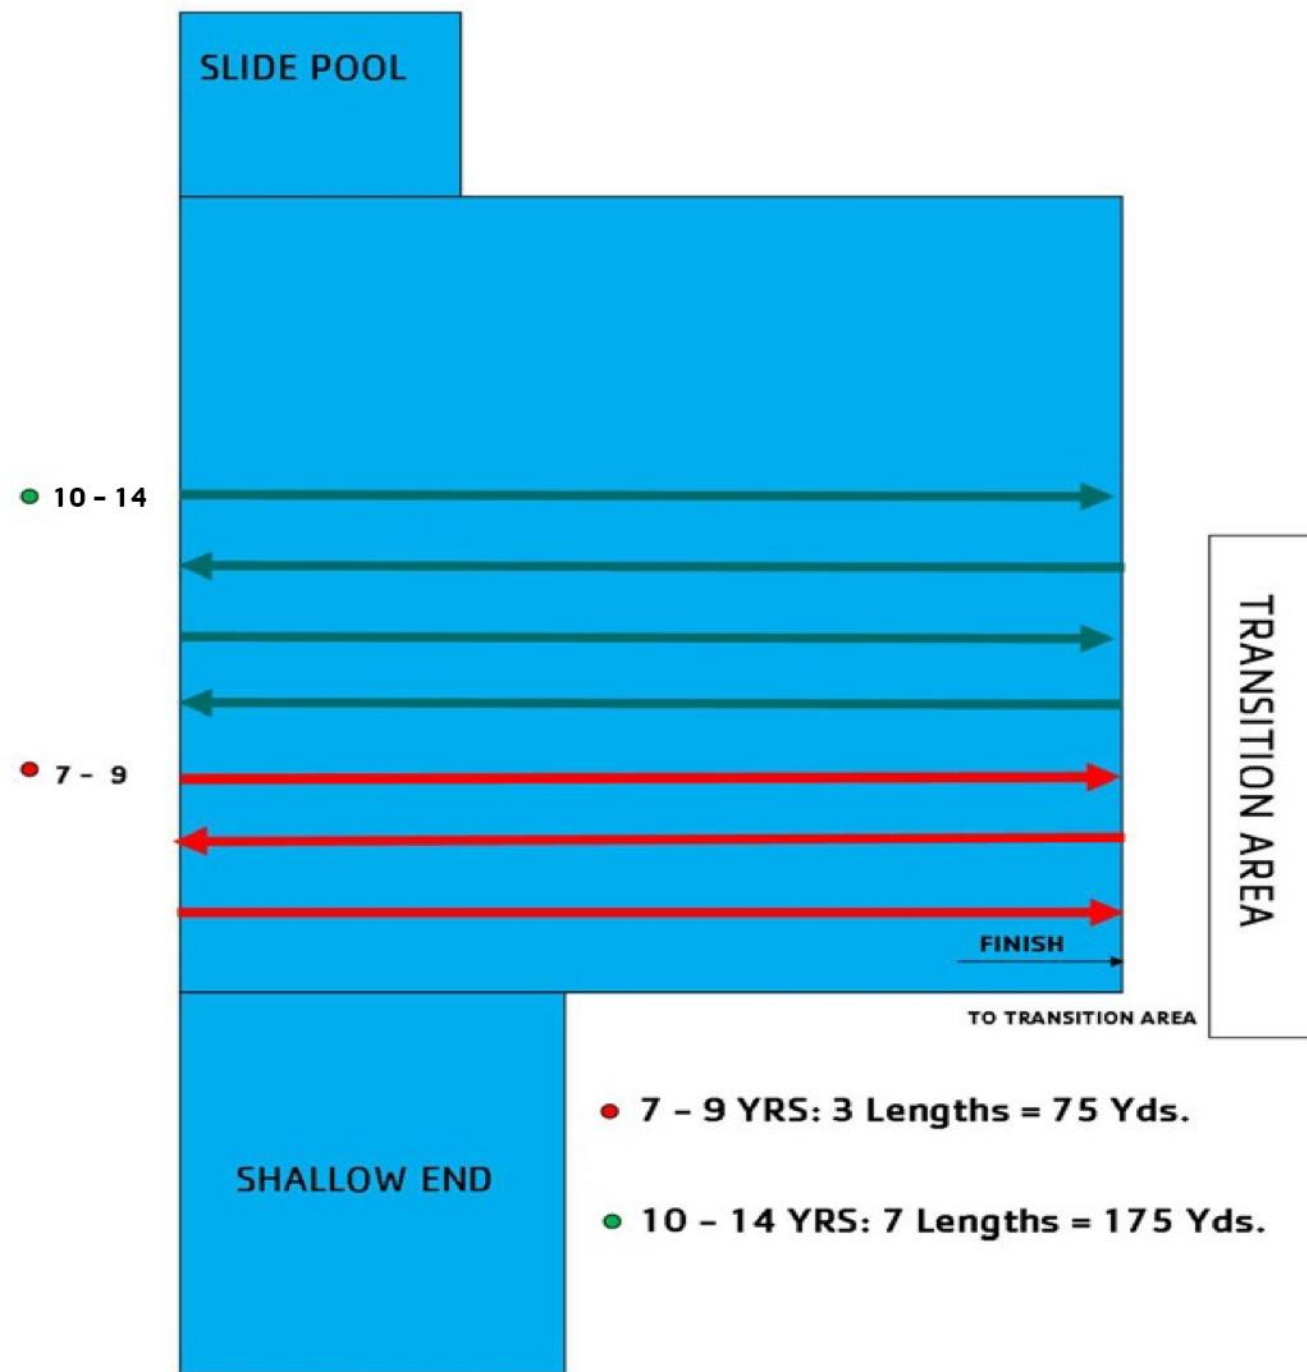 SLIDE POOL
10 - 14
7 - 9
TRANSITION AREA
FINISH
TO TRANSITION AREA
7 - 9 YRS: 3 Lengths = 75 Yds.
SHALLOW END
10 - 14 YRS: 7 Lengths = 175 Yds.